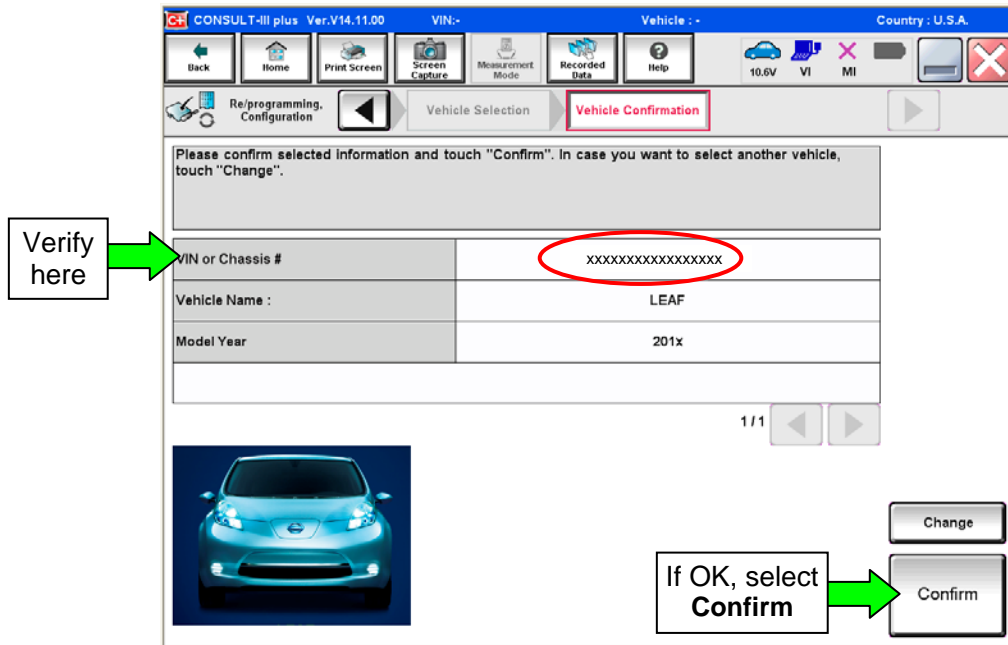 C+ CONSULT-III plus Ver.V14.11.00 VIN:- Vehicle : - Country : U.S.A.
Back
Home
Print Screen
Screen
Capture
Measurement
Mode
Recorded
Data
Help
10.6V
VI
MI
Re/programming,
Configuration
Vehicle Selection
Vehicle Confirmation
Please confirm selected information and touch "Confirm". In case you want to select another vehicle,
touch "Change".
Verify
here
VIN or Chassis # xxxxxxxxxxxxxxxxx
Vehicle Name : LEAF
Model Year 201x
1/1
Change
If OK, select
Confirm
Confirm